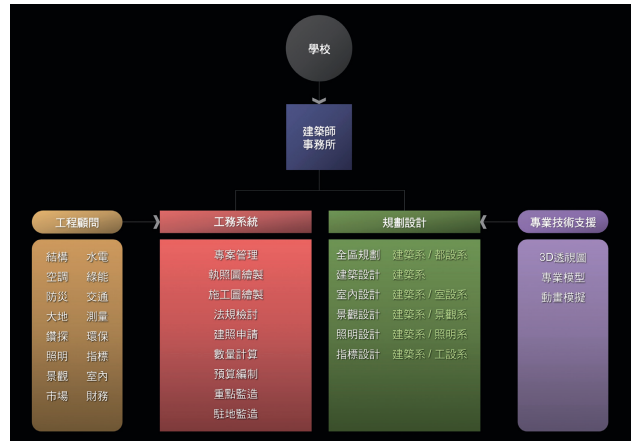 學校
建築師
事務所
工程顧問
工務系統
規劃設計
專業技術支援
結構 水電
空調 綠能
防災 交通
大地 測量
鑽探 環保
照明 指標
景觀 室內
市場 財務
專案管理
執照圖繪製
施工圖繪製
法規檢討
建照申請
數量計算
預算編制
重點監造
駐地監造
全區規劃 建築系 / 都設系
建築設計 建築系
室內設計 建築系 / 室設系
景觀設計 建築系 / 景觀系
照明設計 建築系 / 照明系
指標設計 建築系 / 工設系
3D透視圖
專業模型
動畫模擬